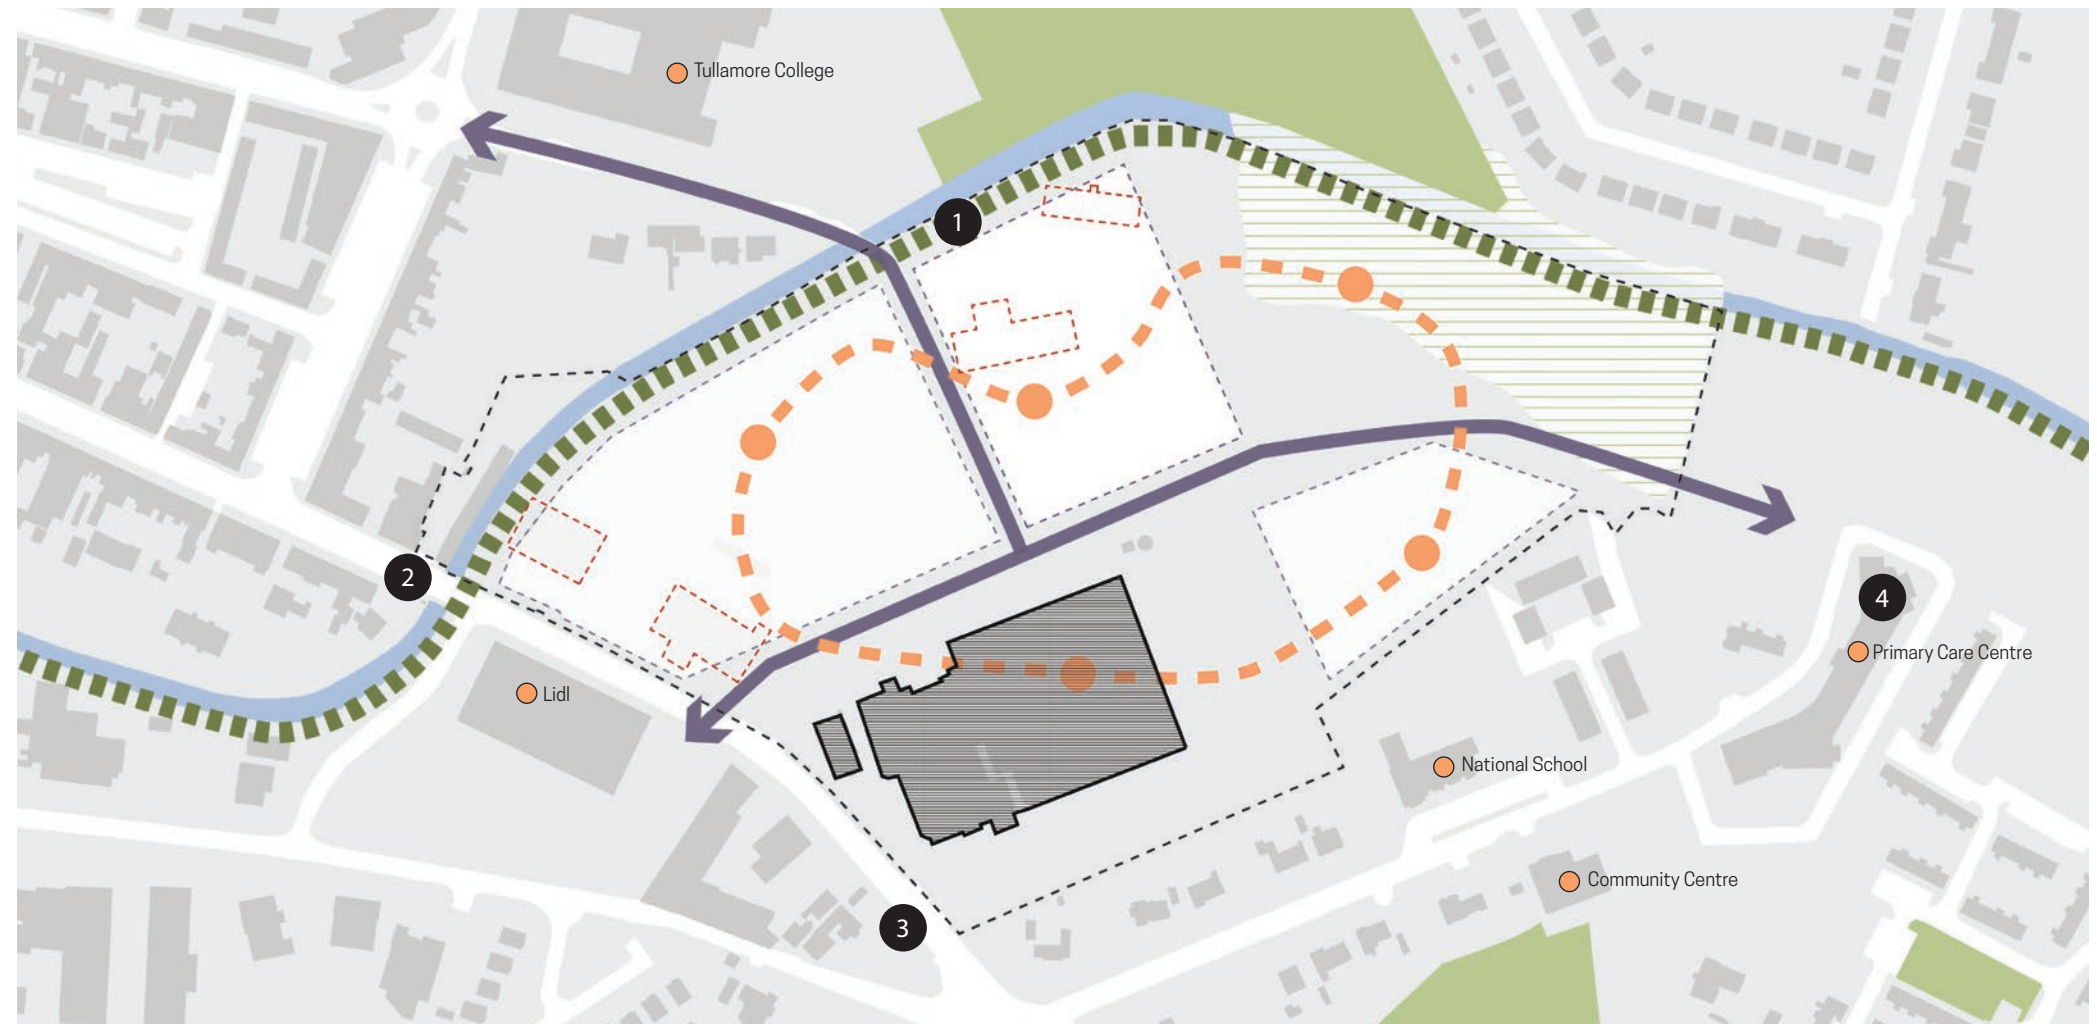 Tullamore College
1
2
4
Primary Care Centre
Lidl
National School
Community Centre
3